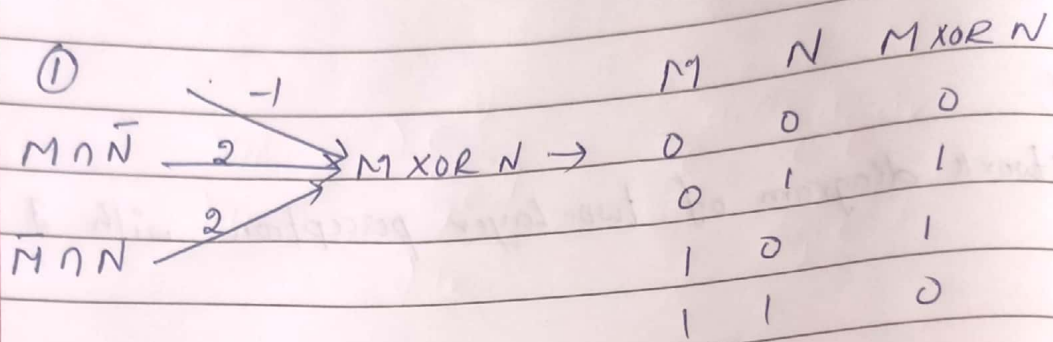 ① -1 M N M XOR N
M ∩ N̄ 2 M XOR N → 0 0 0
2 0 1 1
M̄ ∩ N 1 0 1
1 1 0